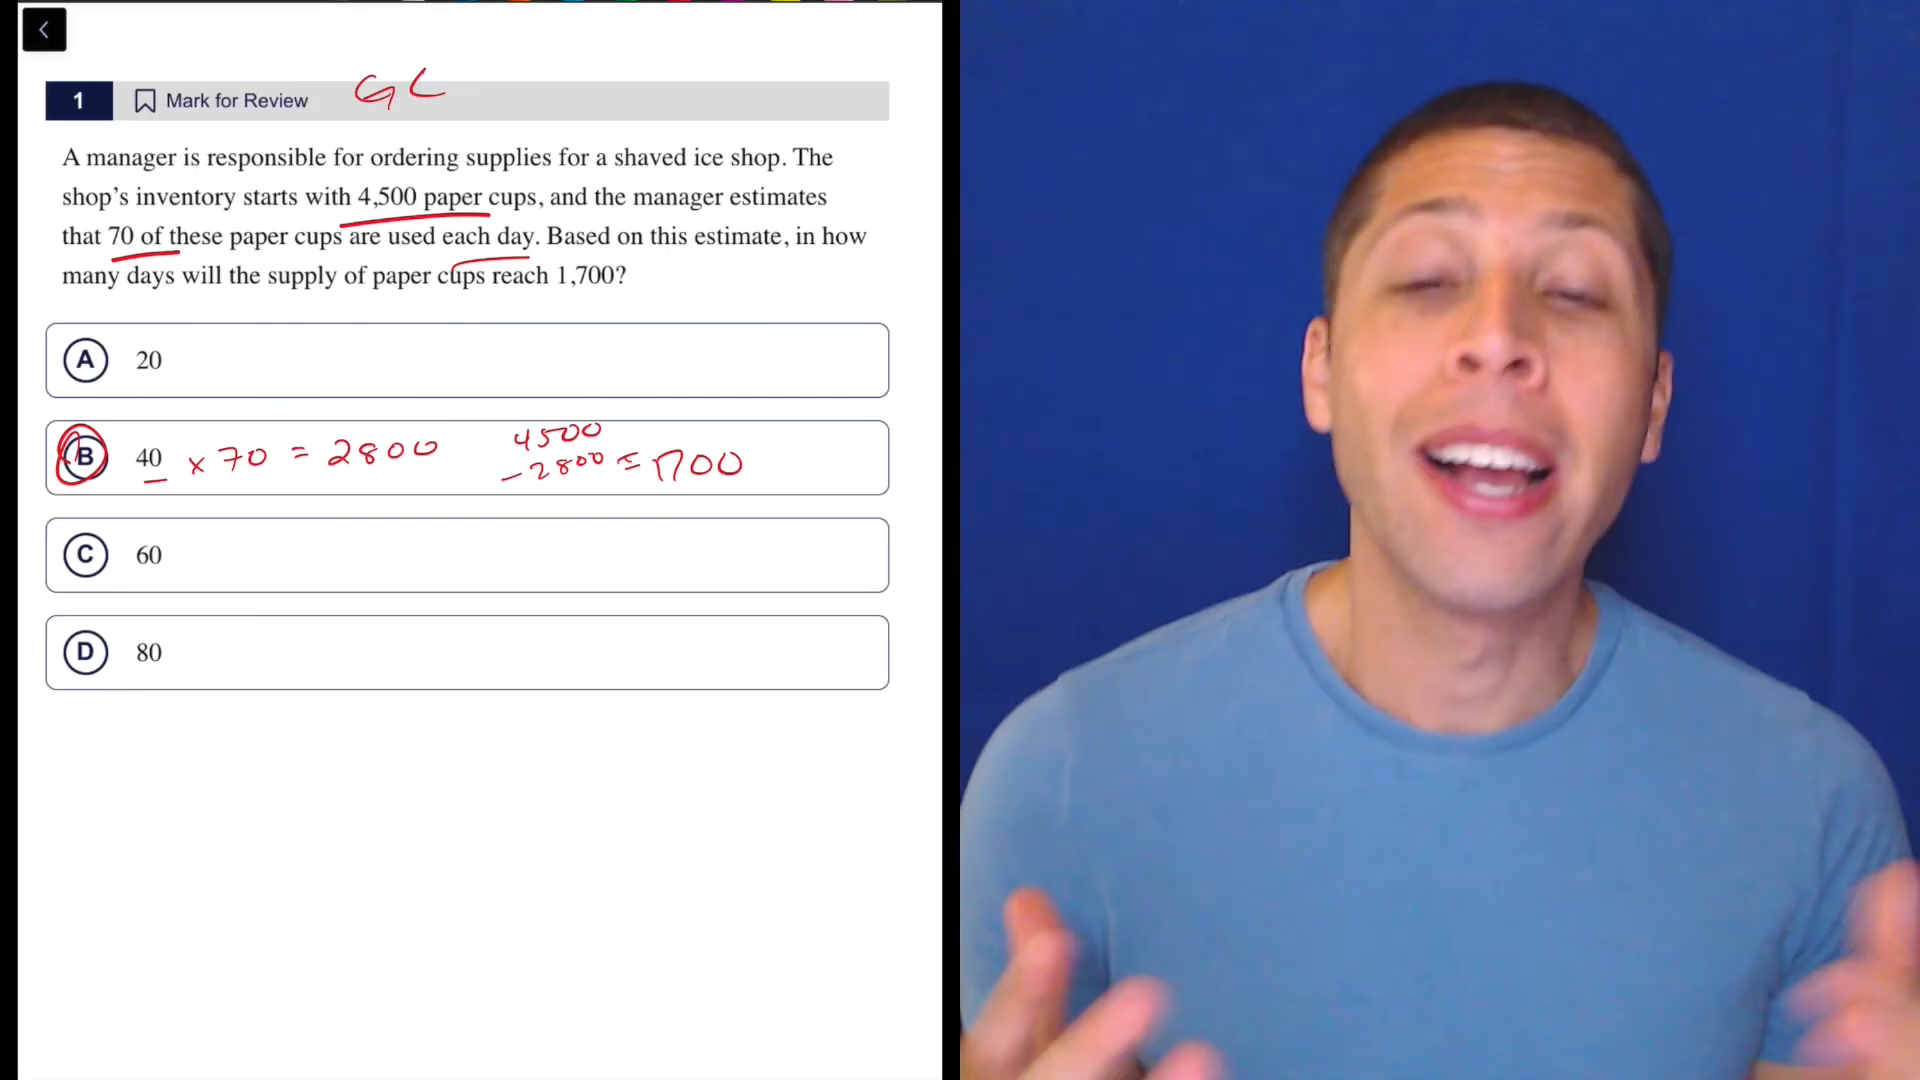 1 Mark for Review GC
A manager is responsible for ordering supplies for a shaved ice shop. The
shop’s inventory starts with 4,500 paper cups, and the manager estimates
that 70 of these paper cups are used each day. Based on this estimate, in how
many days will the supply of paper cups reach 1,700?
A 20
B 40 x 70 = 2800 4500
-2800 = 1700
C 60
D 80